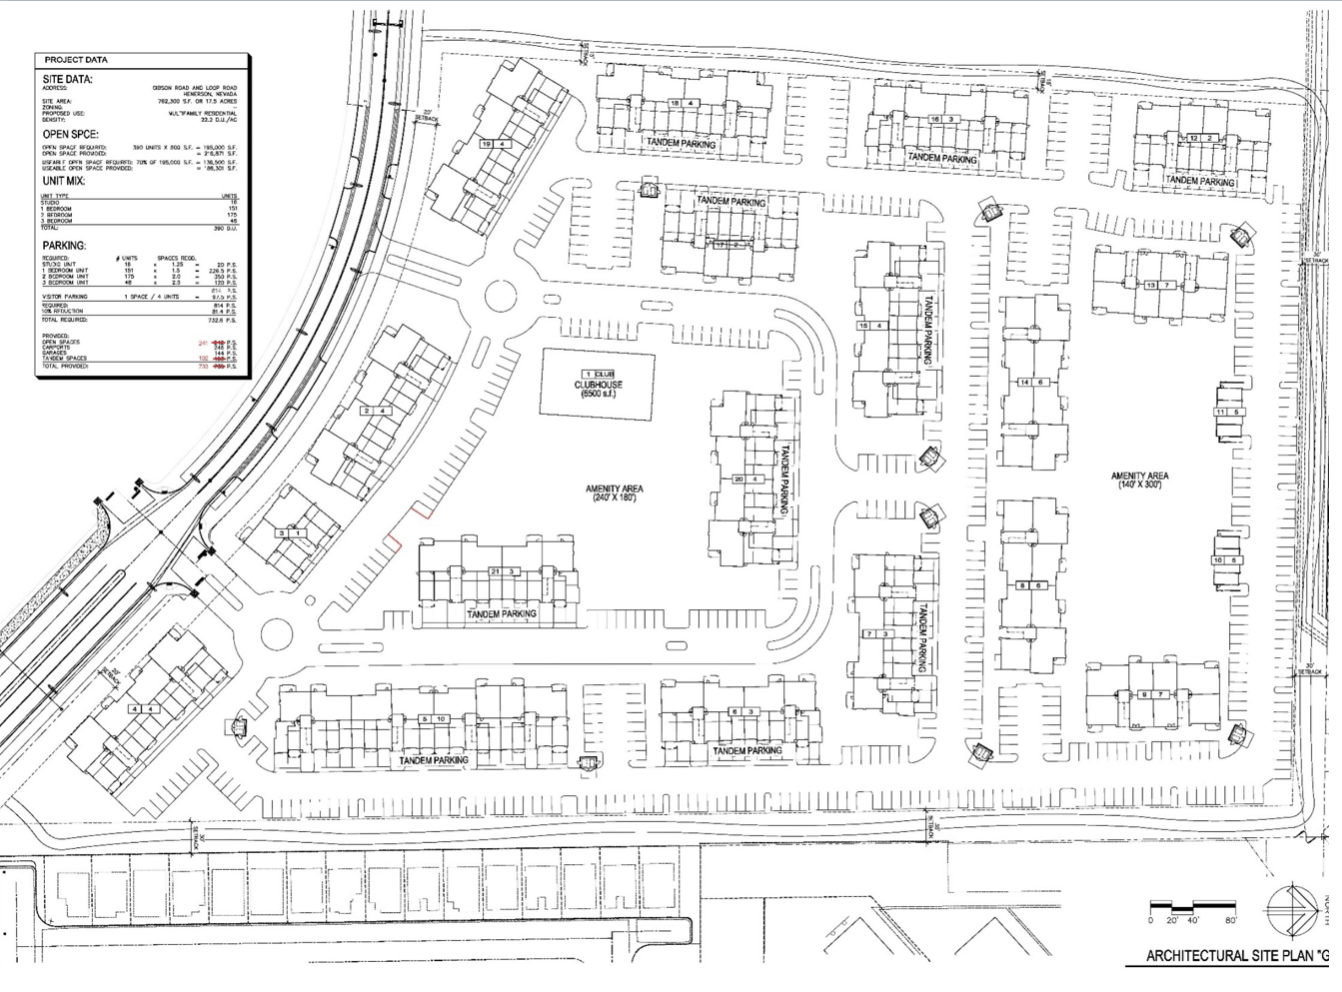 PROJECT DATA
SITE DATA:
ADDRESS: GIBSON ROAD AND LOOP ROAD
HENERSON, NEVADA
SITE AREA: 762,300 S.F. OR 17.5 ACRES
ZONING: --
PROPOSED USE: MULTIFAMILY RESIDENTIAL
DENSITY: 22.2 D.U./AC
OPEN SPCE:
OPEN SPACE REQUIRED: 390 UNITS X 500 S.F. = 195,000 S.F.
OPEN SPACE PROVIDED:
USEABLE OPEN SPACE REQUIRED: 70% OF 195,000 S.F. = 136,500 S.F.
USEABLE OPEN SPACE PROVIDED: = 186,301 S.F.
UNIT MIX:
UNIT TYPE UNITS
STUDIO 16
1 BEDROOM 151
2 BEDROOM 175
3 BEDROOM 48
TOTAL: 390 D.U.
PARKING:
REQUIRED: # UNITS SPACES REQD.
STUDIO UNIT 16 x 1.25 = 20 P.S.
1 BEDROOM UNIT 151 x 1.5 = 226.5 P.S.
2 BEDROOM UNIT 175 x 2.0 = 350 P.S.
3 BEDROOM UNIT 48 x 2.5 = 120 P.S.
VISITOR PARKING 1 SPACE / 4 UNITS = 97.5 P.S.
REQUIRED: 814 P.S.
10% REDUCTION 81.4 P.S.
TOTAL REQUIRED: 732.6 P.S.
PROVIDED:
OPEN SPACES 241 P.S.
CARPORTS 246 P.S.
GARAGES 144 P.S.
TANDEM SPACES 102 P.S.
TOTAL PROVIDED: 733 P.S.
SETBACK
SETBACK
SETBACK
19 4
18 4
TANDEM PARKING
16 3
TANDEM PARKING
12 2
TANDEM PARKING
TANDEM PARKING
17 2
13 7
30'
SETBACK
15 4
TANDEM PARKING
1 CLUB
CLUBHOUSE
(6500 s.f.)
14 6
2 4
11 5
20 4
TANDEM PARKING
AMENITY AREA
(240' X 180')
AMENITY AREA
(140' X 300')
3 1
21 3
TANDEM PARKING
10 5
8 6
7 3
TANDEM PARKING
30'
SETBACK
20'
SETBACK
4 4
9 7
5 10
TANDEM PARKING
6 3
TANDEM PARKING
30'
SETBACK
30'
SETBACK
0 20' 40' 80'
NORTH
ARCHITECTURAL SITE PLAN "G